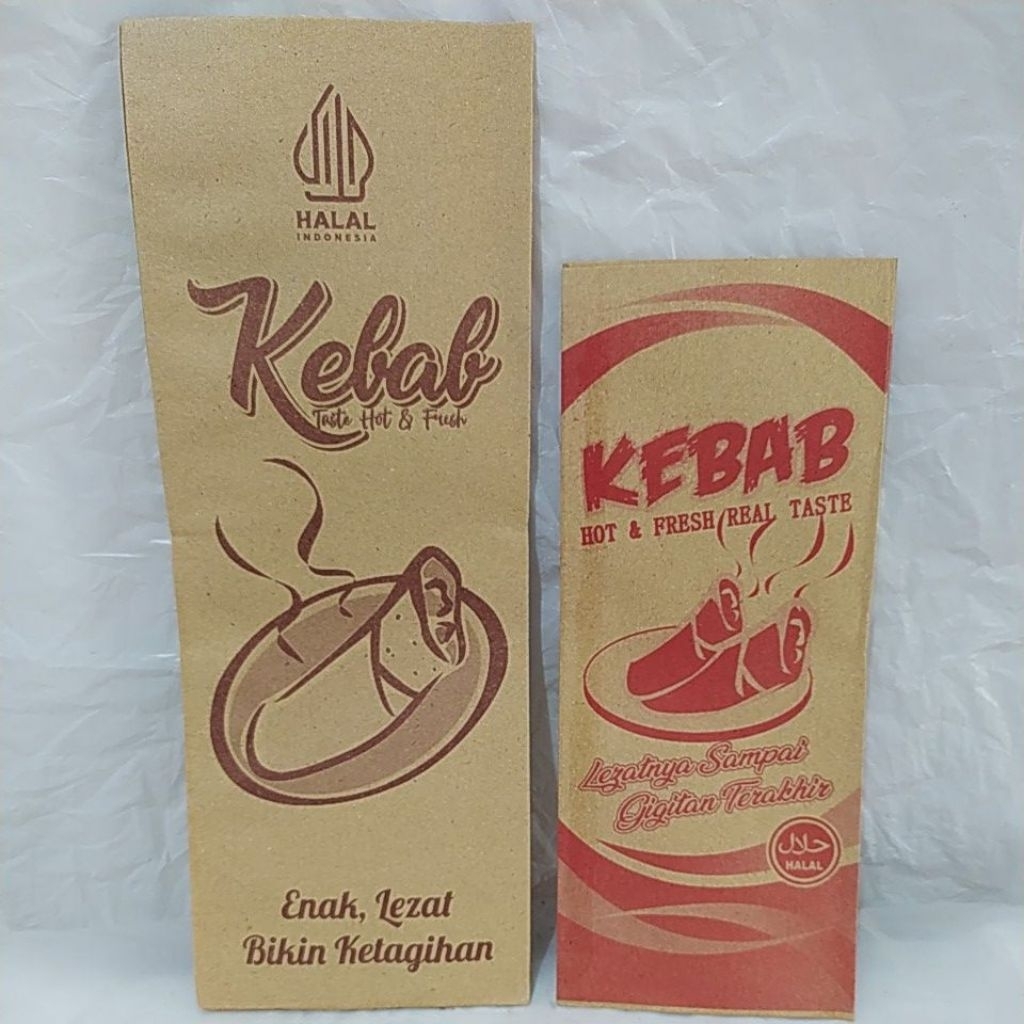 HALAL
INDONESIA
Kebab
Taste Hot & Fresh
Enak, Lezat
Bikin Ketagihan
KEBAB
HOT & FRESH REAL TASTE
Lezatnya Sampai
Gigitan Terakhir
حلال
HALAL